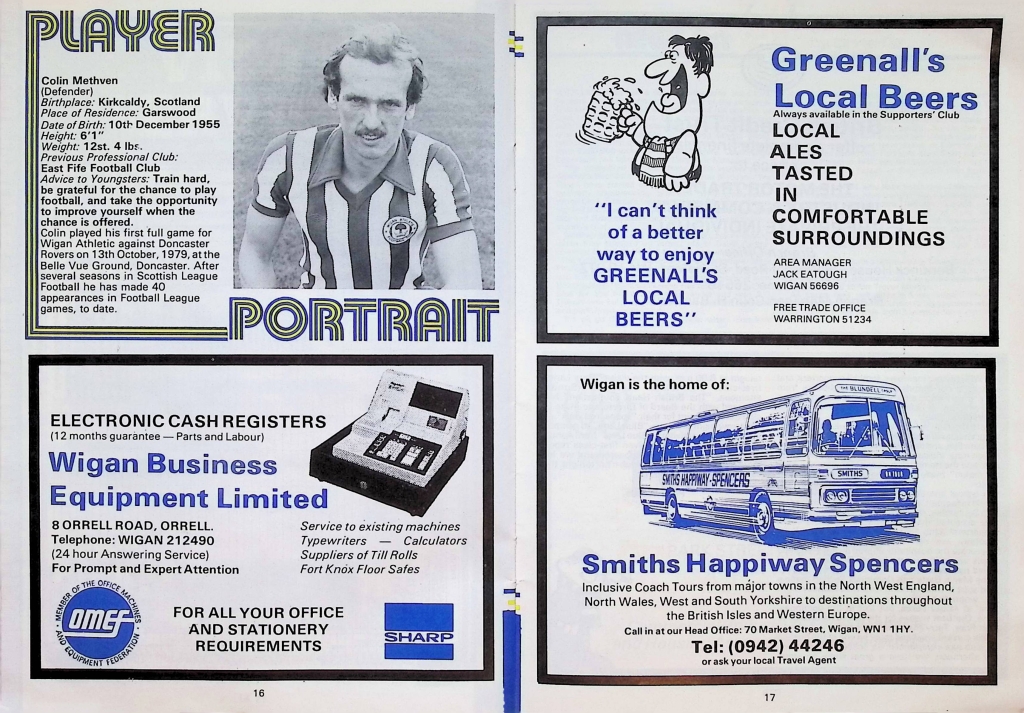 PLAYER
Colin Methven
(Defender)
Birthplace: Kirkcaldy, Scotland
Place of Residence: Garswood
Date of Birth: 10th December 1955
Height: 6'1"
Weight: 12st. 4 lbs.
Previous Professional Club:
East Fife Football Club
Advice to Youngsters: Train hard,
be grateful for the chance to play
football, and take the opportunity
to improve yourself when the
chance is offered.
Colin played his first full game for
Wigan Athletic against Doncaster
Rovers on 13th October, 1979, at the
Belle Vue Ground, Doncaster. After
several seasons in Scottish League
Football he has made 40
appearances in Football League
games, to date.
PORTRAIT
ELECTRONIC CASH REGISTERS
(12 months guarantee — Parts and Labour)
Wigan Business
Equipment Limited
8 ORRELL ROAD, ORRELL.
Telephone: WIGAN 212490
(24 hour Answering Service)
For Prompt and Expert Attention
Service to existing machines
Typewriters — Calculators
Suppliers of Till Rolls
Fort Knox Floor Safes
MEMBER OF THE OFFICE MACHINES
omef
AND EQUIPMENT FEDERATION
FOR ALL YOUR OFFICE
AND STATIONERY
REQUIREMENTS
SHARP
16
Greenall's
Local Beers
Always available in the Supporters' Club
LOCAL
ALES
TASTED
IN
COMFORTABLE
SURROUNDINGS
"I can't think
of a better
way to enjoy
GREENALL'S
LOCAL
BEERS"
AREA MANAGER
JACK EATOUGH
WIGAN 56696
FREE TRADE OFFICE
WARRINGTON 51234
Wigan is the home of:
THE BLUNDELL
SMITHS
SMITHS HAPPIWAY-SPENCERS
Smiths Happiway Spencers
Inclusive Coach Tours from major towns in the North West England,
North Wales, West and South Yorkshire to destinations throughout
the British Isles and Western Europe.
Call in at our Head Office: 70 Market Street, Wigan, WN1 1HY.
Tel: (0942) 44246
or ask your local Travel Agent
17